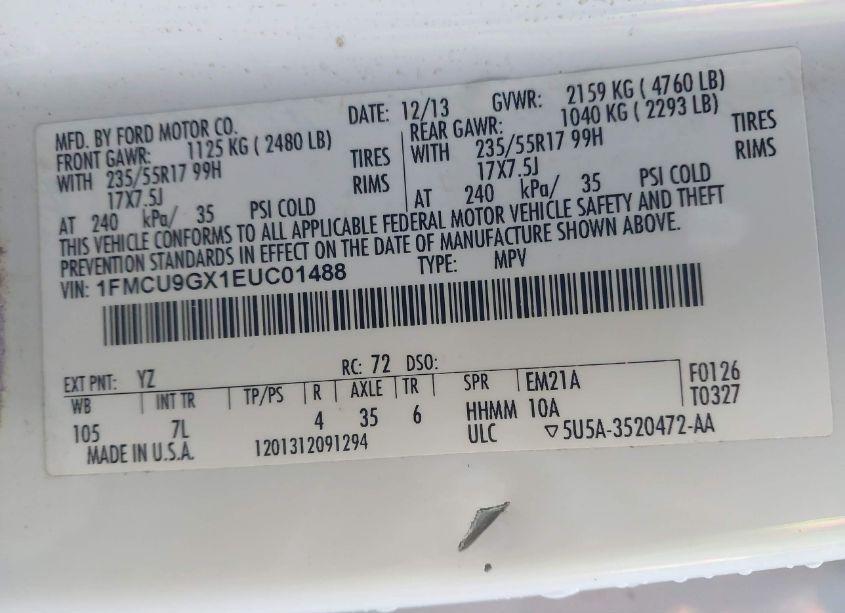 MFD. BY FORD MOTOR CO. DATE: 12/13 GVWR: 2159 KG ( 4760 LB)
FRONT GAWR: 1125 KG ( 2480 LB) REAR GAWR: 1040 KG ( 2293 LB)
WITH 235/55R17 99H TIRES WITH 235/55R17 99H TIRES
17X7.5J RIMS 17X7.5J RIMS
AT 240 kPa/ 35 PSI COLD AT 240 kPa/ 35 PSI COLD
THIS VEHICLE CONFORMS TO ALL APPLICABLE FEDERAL MOTOR VEHICLE SAFETY AND THEFT
PREVENTION STANDARDS IN EFFECT ON THE DATE OF MANUFACTURE SHOWN ABOVE.
VIN: 1FMCU9GX1EUC01488 TYPE: MPV
EXT PNT: YZ RC: 72 DSO:
WB INT TR TP/PS R AXLE TR SPR EM21A F0126
105 7L 4 35 6 HHMM 10A T0327
MADE IN U.S.A. 1201312091294 ULC ▽5U5A-3520472-AA